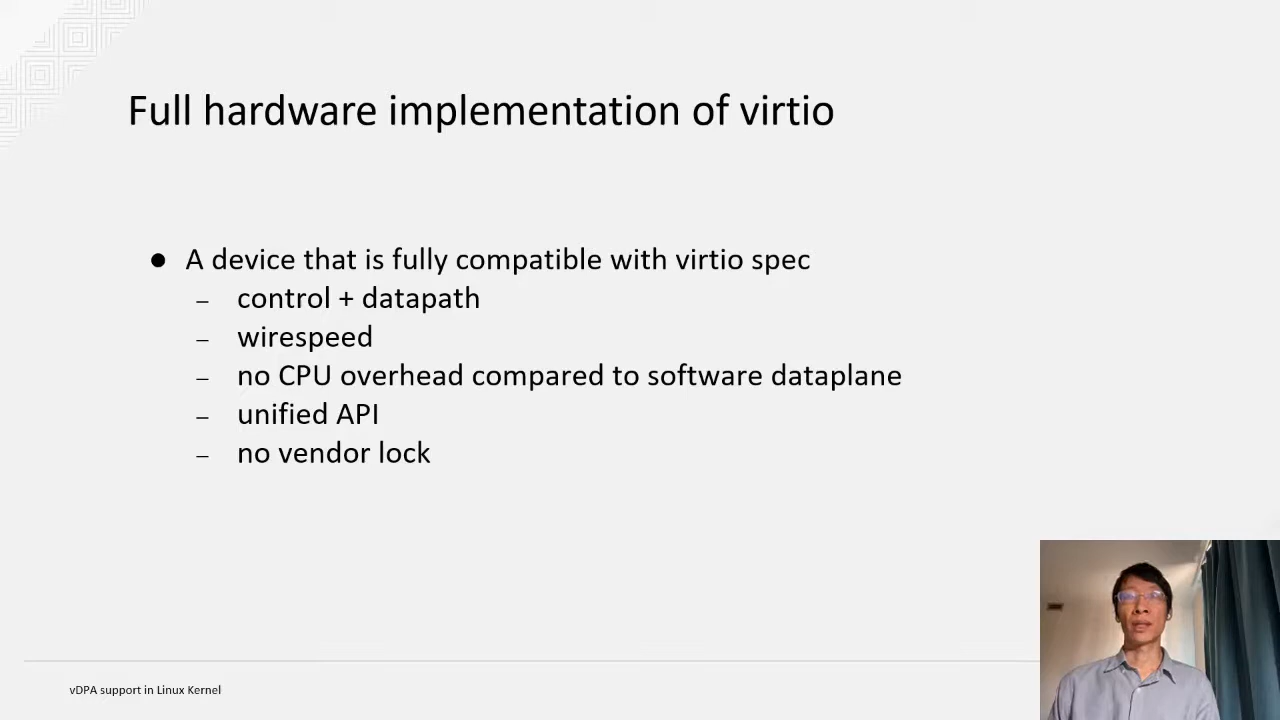 Full hardware implementation of virtio
● A device that is fully compatible with virtio spec
– control + datapath
– wirespeed
– no CPU overhead compared to software dataplane
– unified API
– no vendor lock
vDPA support in Linux Kernel